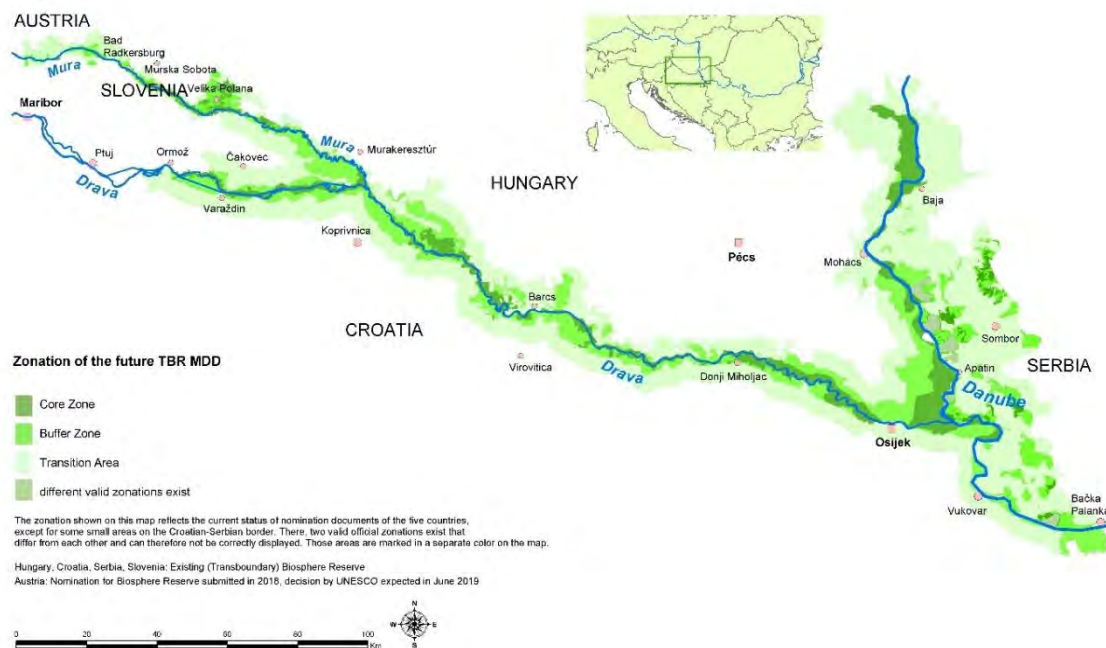 AUSTRIA
Bad
Radkersburg
Mura
Murska Sobota
SLOVENIA
Velika Polana
Maribor
Ptuj
Ormož
Čakovec
Mura
Murakeresztúr
Drava
Varaždin
HUNGARY
Koprivnica
Baja
Pécs
Mohács
Barcs
CROATIA
Sombor
Virovitica
Drava
Donji Miholjac
Apatin
SERBIA
Danube
Osijek
Vukovar
Bačka
Palanka
Zonation of the future TBR MDD
Core Zone
Buffer Zone
Transition Area
different valid zonations exist
The zonation shown on this map reflects the current status of nomination documents of the five countries,
except for some small areas on the Croatian-Serbian border. There, two valid official zonations exist that
differ from each other and can therefore not be correctly displayed. Those areas are marked in a separate color on the map.
Hungary, Croatia, Serbia, Slovenia: Existing (Transboundary) Biosphere Reserve
Austria: Nomination for Biosphere Reserve submitted in 2018, decision by UNESCO expected in June 2019
0 20 40 60 80 100
Km
N
W E
S